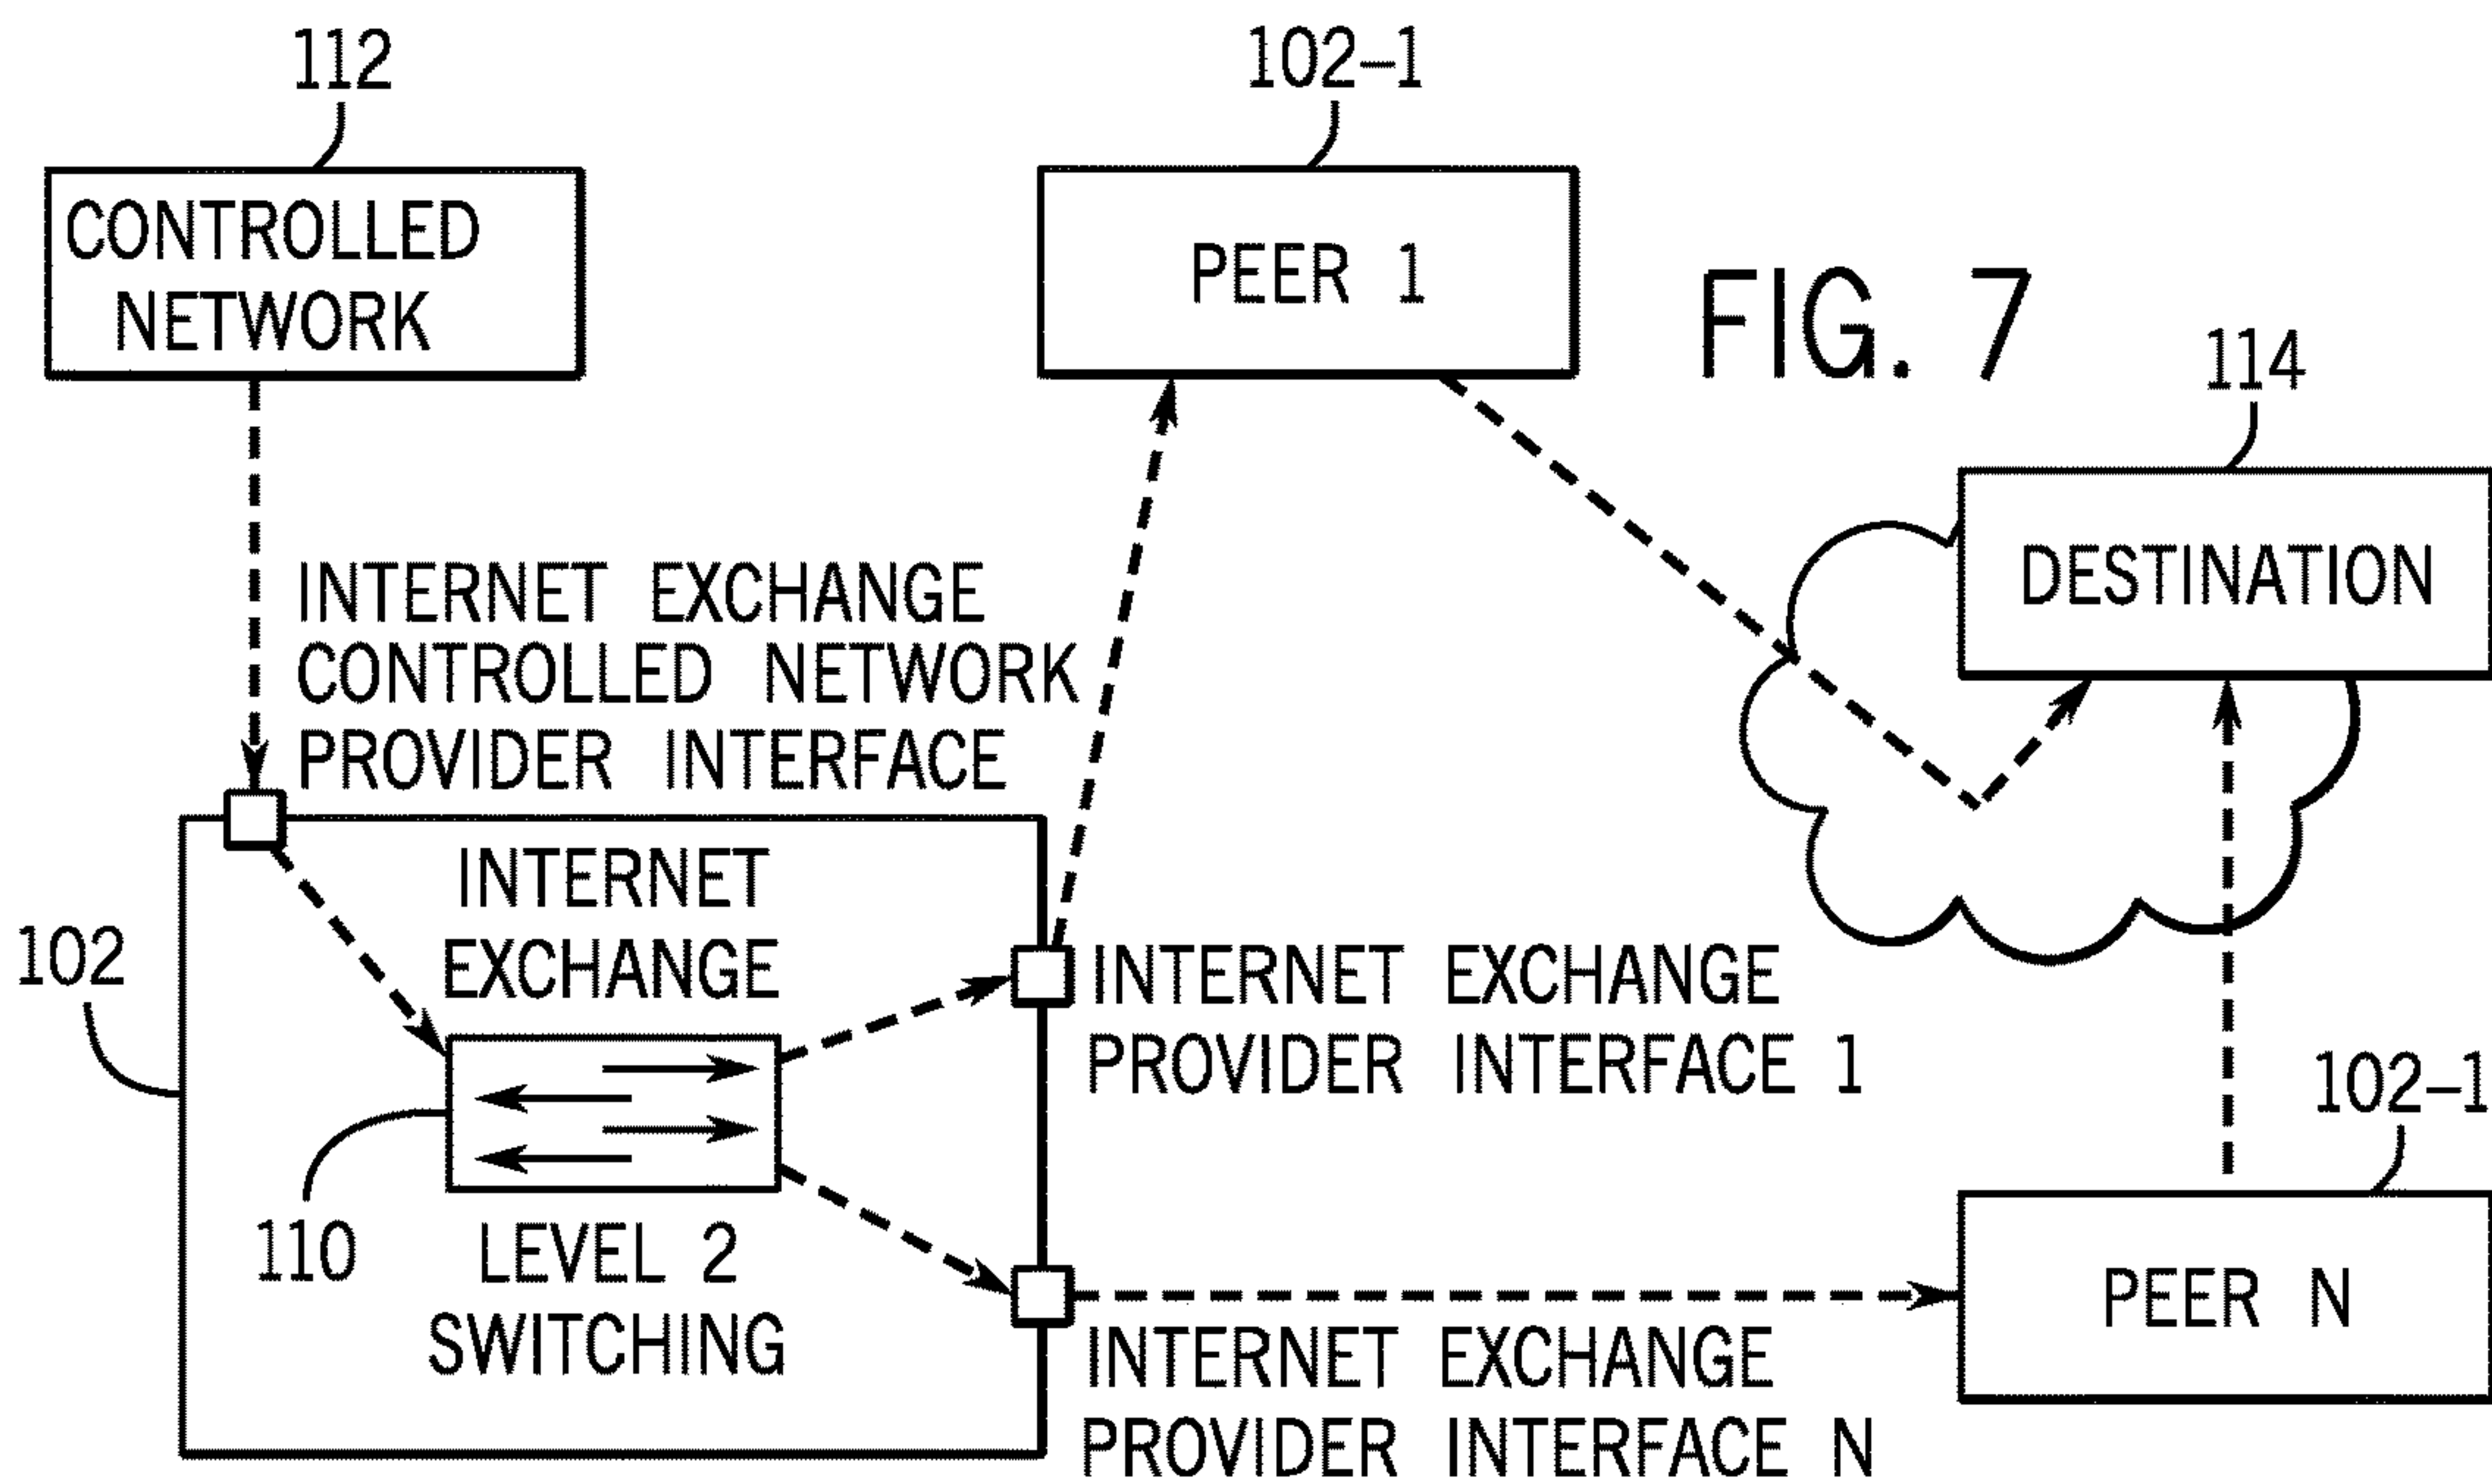 112
102-1
CONTROLLED
NETWORK
PEER 1
FIG. 7
114
DESTINATION
INTERNET EXCHANGE
CONTROLLED NETWORK
PROVIDER INTERFACE
INTERNET
EXCHANGE
102
INTERNET EXCHANGE
PROVIDER INTERFACE 1
110
LEVEL 2
SWITCHING
102-1
PEER N
INTERNET EXCHANGE
PROVIDER INTERFACE N